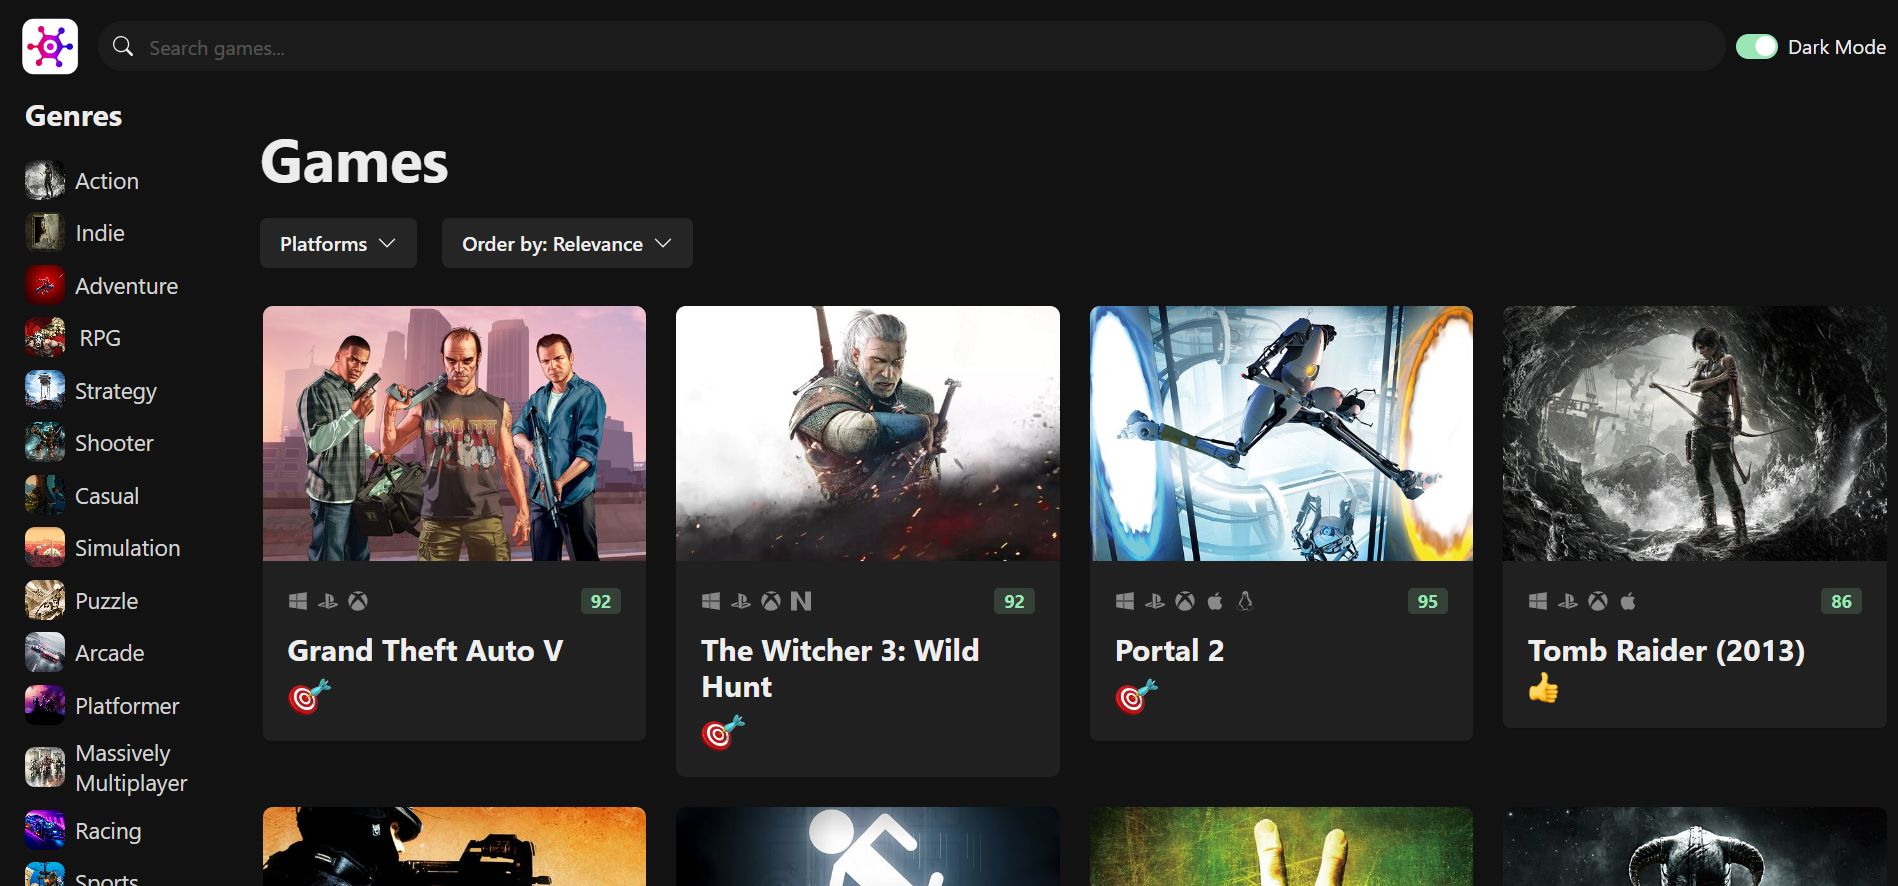 Search games...
Dark Mode
Genres
Action
Indie
Adventure
RPG
Strategy
Shooter
Casual
Simulation
Puzzle
Arcade
Platformer
Massively
Multiplayer
Racing
Sports
Games
Platforms
Order by: Relevance
92
Grand Theft Auto V
92
The Witcher 3: Wild
Hunt
95
Portal 2
86
Tomb Raider (2013)